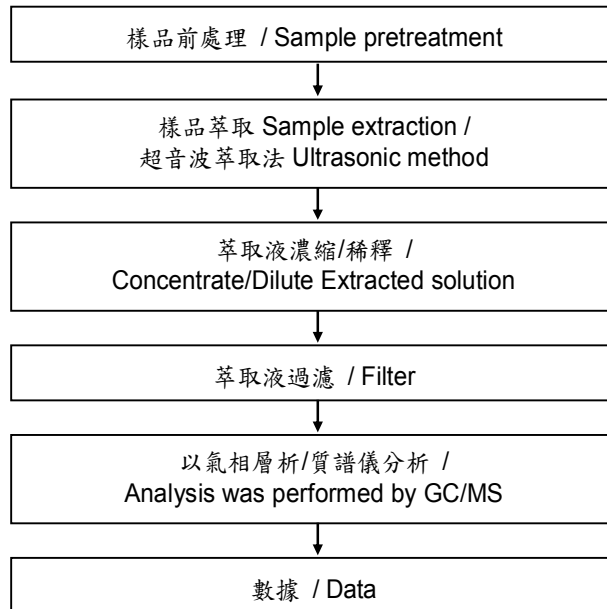 樣品前處理 / Sample pretreatment
樣品萃取 Sample extraction /
超音波萃取法 Ultrasonic method
萃取液濃縮/稀釋 /
Concentrate/Dilute Extracted solution
萃取液過濾 / Filter
以氣相層析/質譜儀分析 /
Analysis was performed by GC/MS
數據 / Data